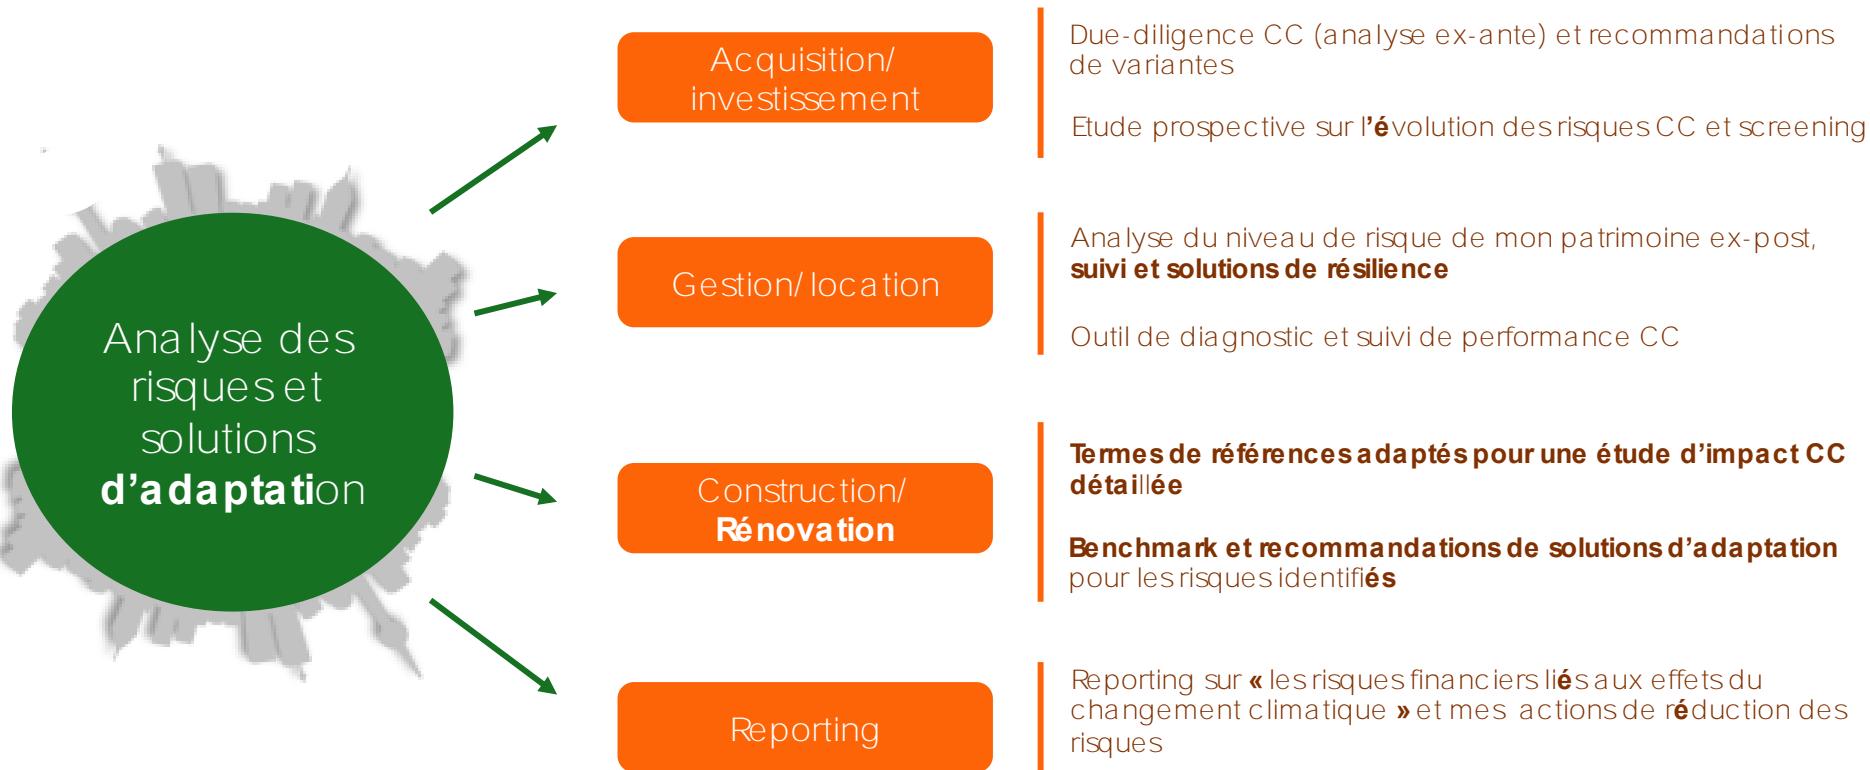 Analyse des
risques et
solutions
d’adaptation
Acquisition/
investissement
Due-diligence CC (analyse ex-ante) et recommandations
de variantes
Etude prospective sur l’évolution des risques CC et screening
Gestion/ location
Analyse du niveau de risque de mon patrimoine ex-post,
suivi et solutions de résilience
Outil de diagnostic et suivi de performance CC
Construction/
Rénovation
Termes de références adaptés pour une étude d’impact CC
détaillée
Benchmark et recommandations de solutions d’adaptation
pour les risques identifiés
Reporting
Reporting sur « les risques financiers liés aux effets du
changement climatique » et mes actions de réduction des
risques